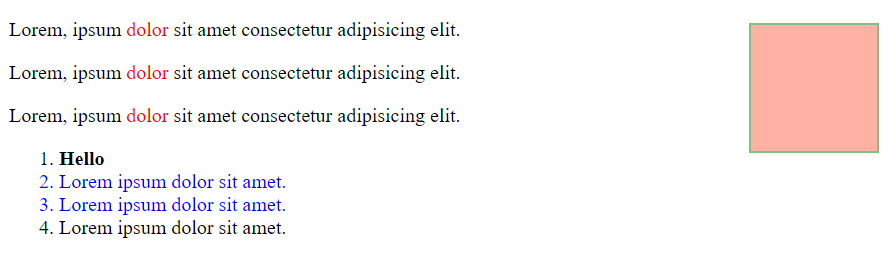 Lorem, ipsum dolor sit amet consectetur adipisicing elit.
Lorem, ipsum dolor sit amet consectetur adipisicing elit.
Lorem, ipsum dolor sit amet consectetur adipisicing elit.
1. Hello
2. Lorem ipsum dolor sit amet.
3. Lorem ipsum dolor sit amet.
4. Lorem ipsum dolor sit amet.